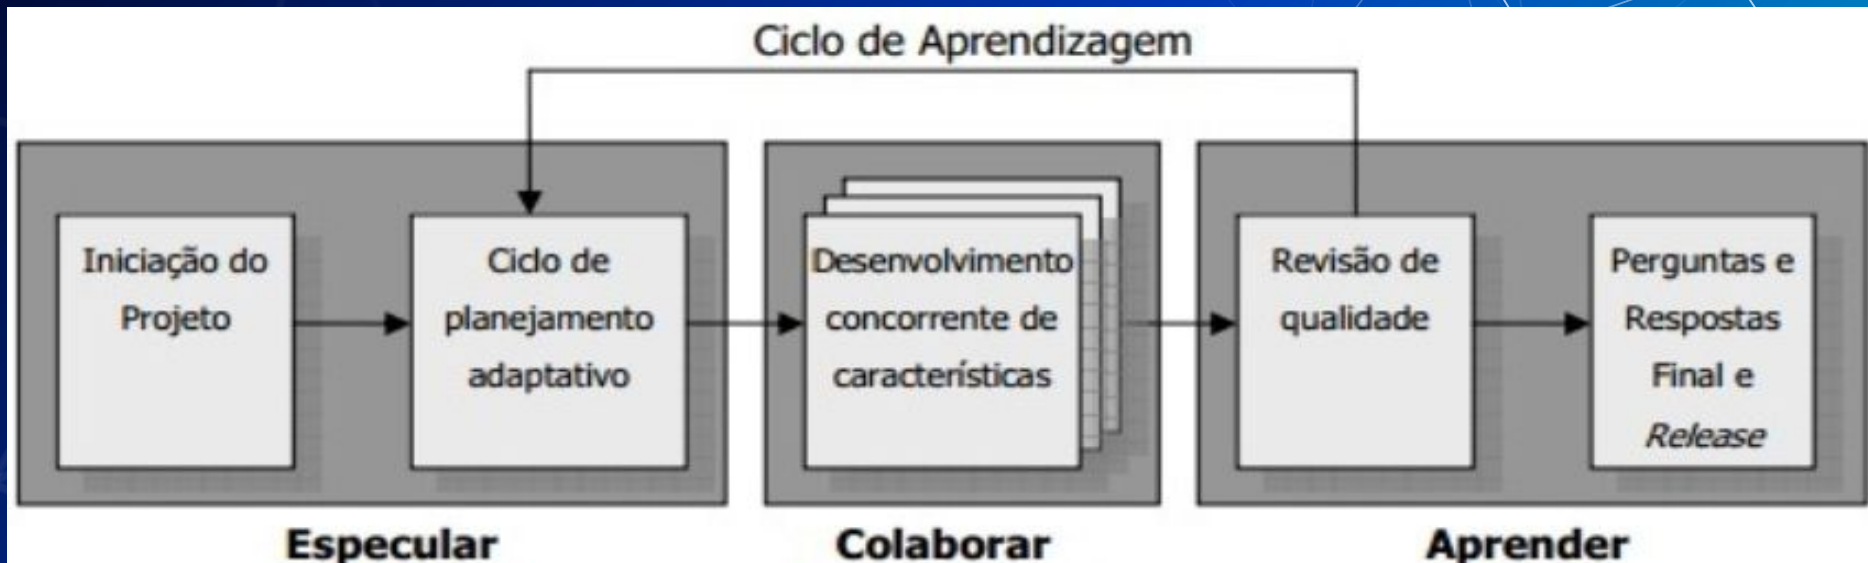 Ciclo de Aprendizagem
Iniciação do
Projeto
Ciclo de
planejamento
adaptativo
Desenvolvimento
concorrente de
características
Revisão de
qualidade
Perguntas e
Respostas
Final e
Release
Especular
Colaborar
Aprender